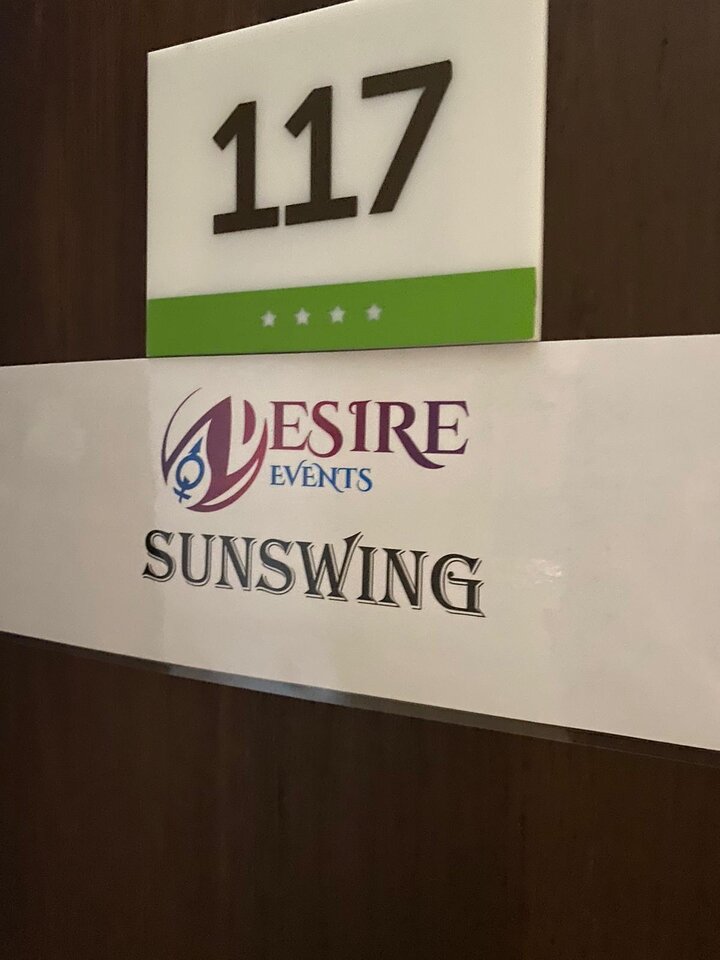 117
DESIRE
EVENTS
SUNSWING